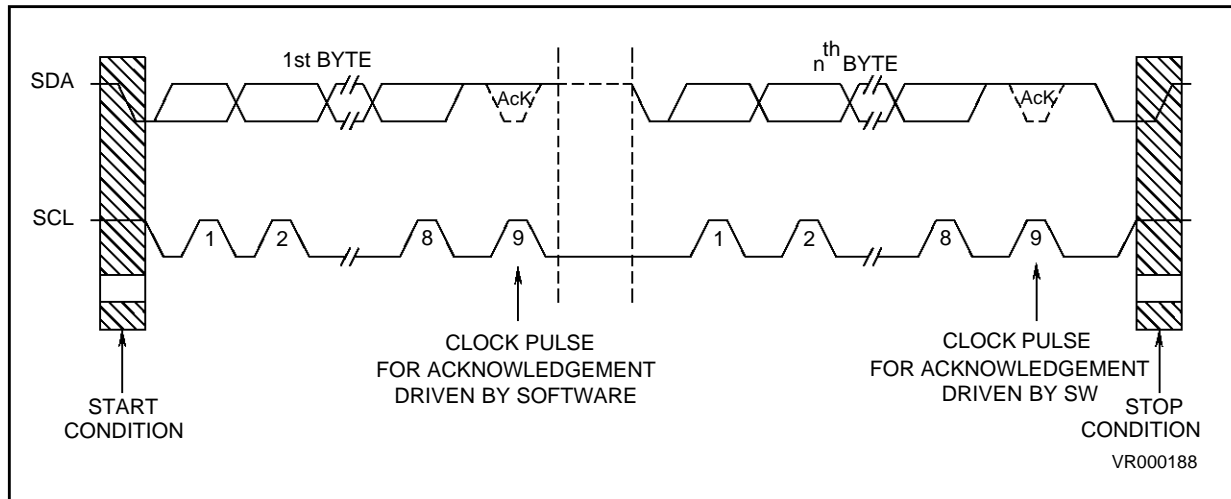 1st BYTE
nth BYTE
SDA
AcK
AcK
SCL
1
2
8
9
1
2
8
9
CLOCK PULSE
FOR ACKNOWLEDGEMENT
DRIVEN BY SOFTWARE
CLOCK PULSE
FOR ACKNOWLEDGEMENT
DRIVEN BY SW
START
CONDITION
STOP
CONDITION
VR000188